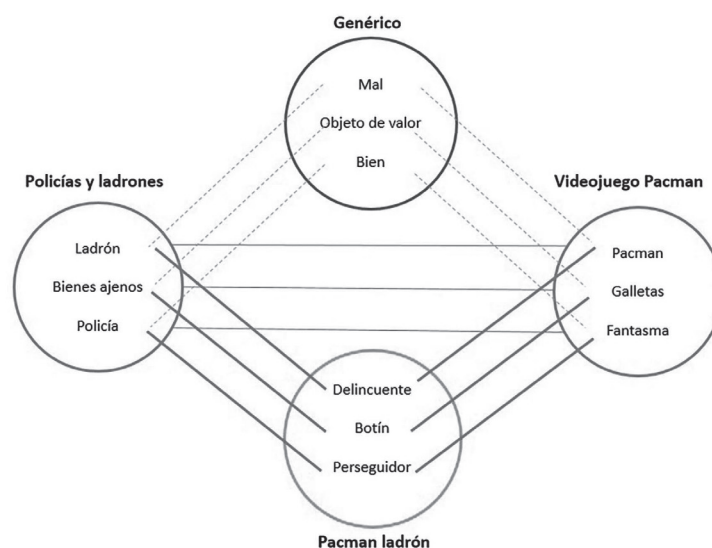 Genérico
Mal
Objeto de valor
Bien
Policías y ladrones
Ladrón
Bienes ajenos
Policía
Videojuego Pacman
Pacman
Galletas
Fantasma
Delincuente
Botín
Perseguidor
Pacman ladrón